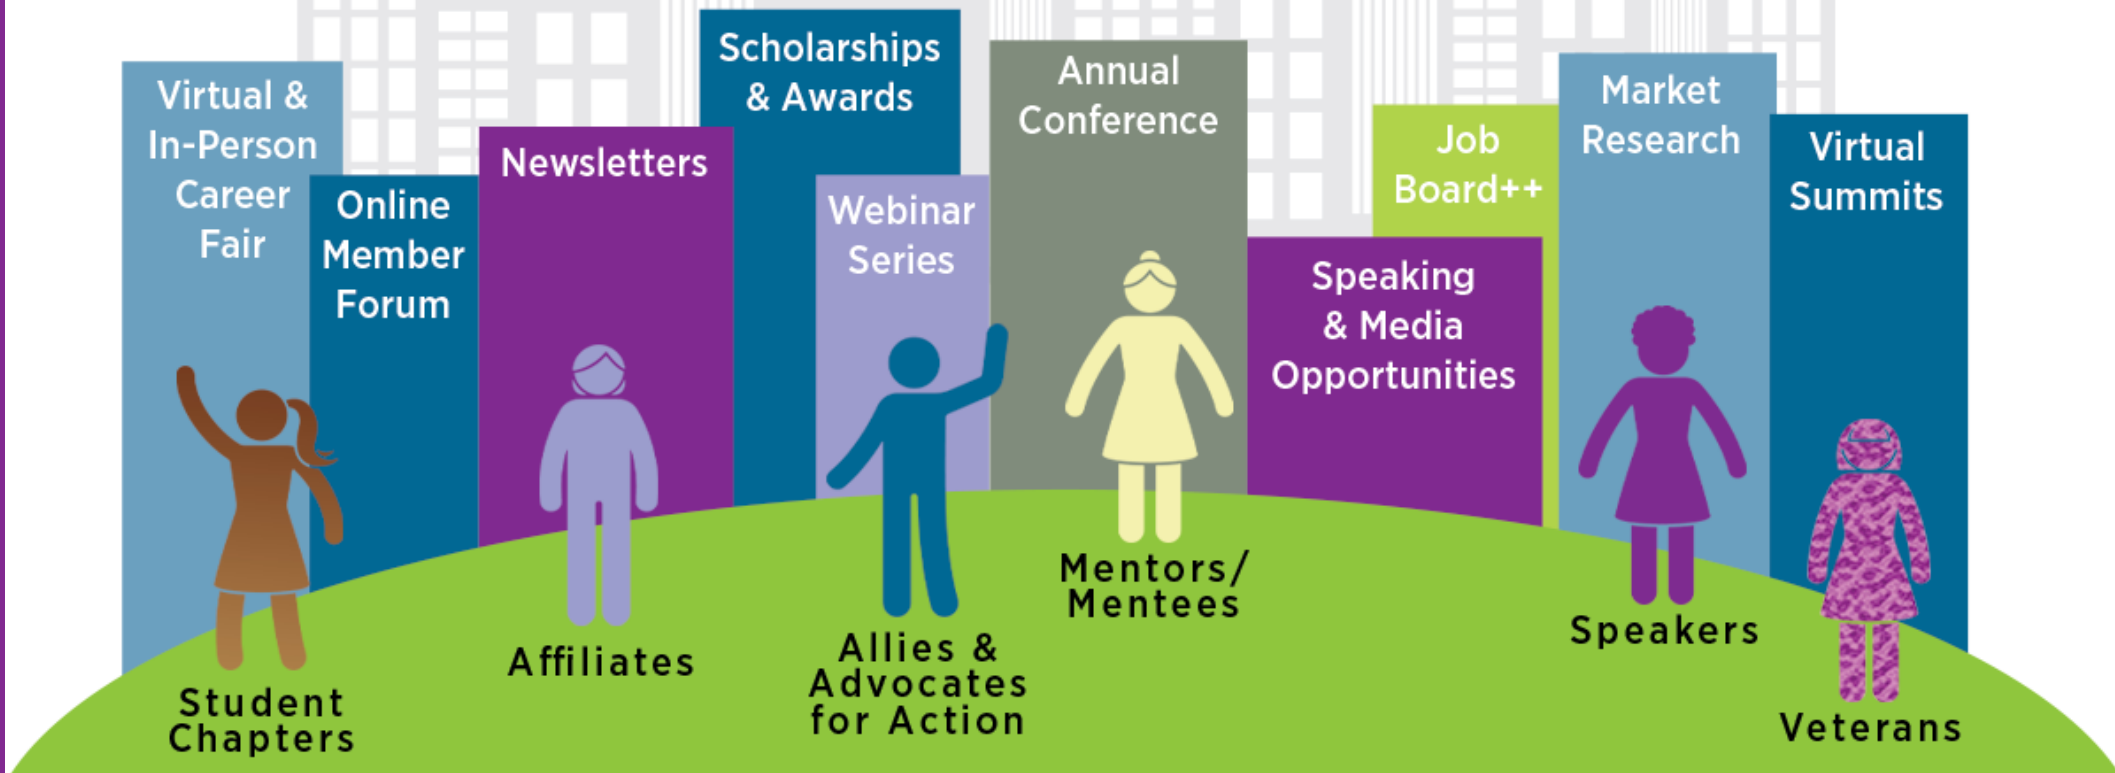 Virtual &
In-Person
Career
Fair
Online
Member
Forum
Newsletters
Scholarships
& Awards
Webinar
Series
Annual
Conference
Speaking
& Media
Opportunities
Job
Board++
Market
Research
Virtual
Summits
Student
Chapters
Affiliates
Allies &
Advocates
for Action
Mentors/
Mentees
Speakers
Veterans